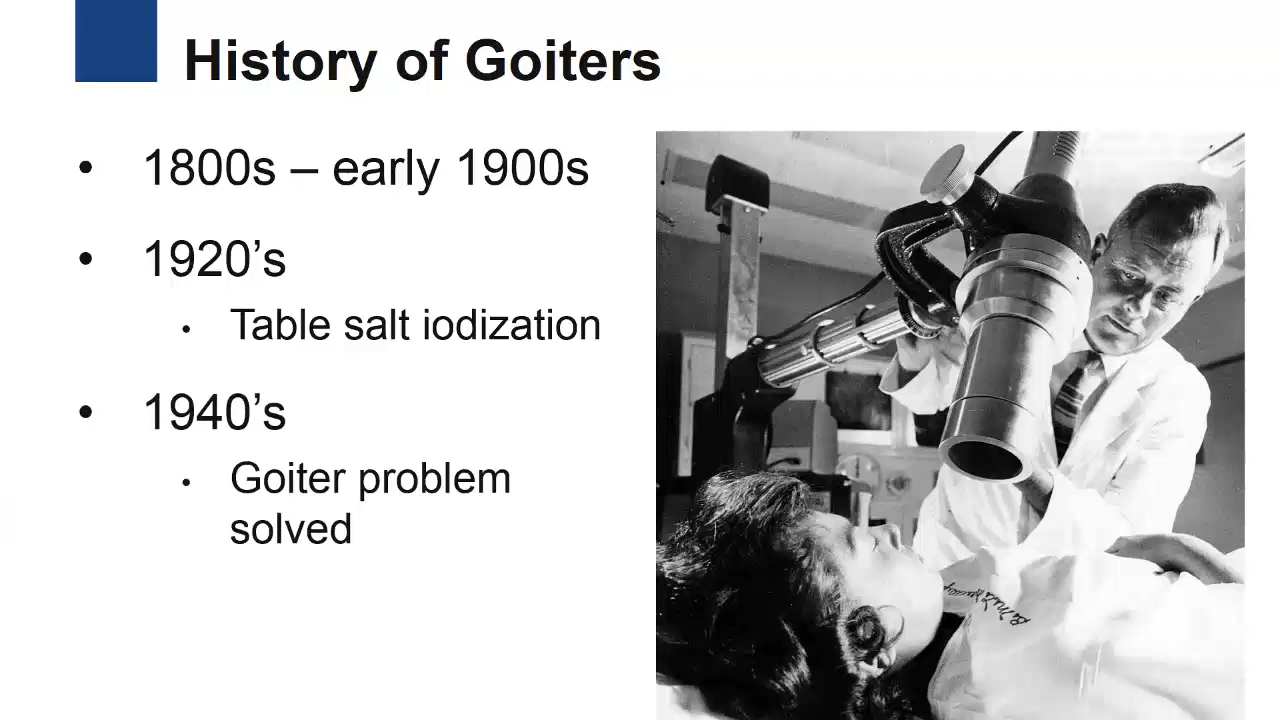 History of Goiters
• 1800s – early 1900s
• 1920’s
• Table salt iodization
• 1940’s
• Goiter problem
solved